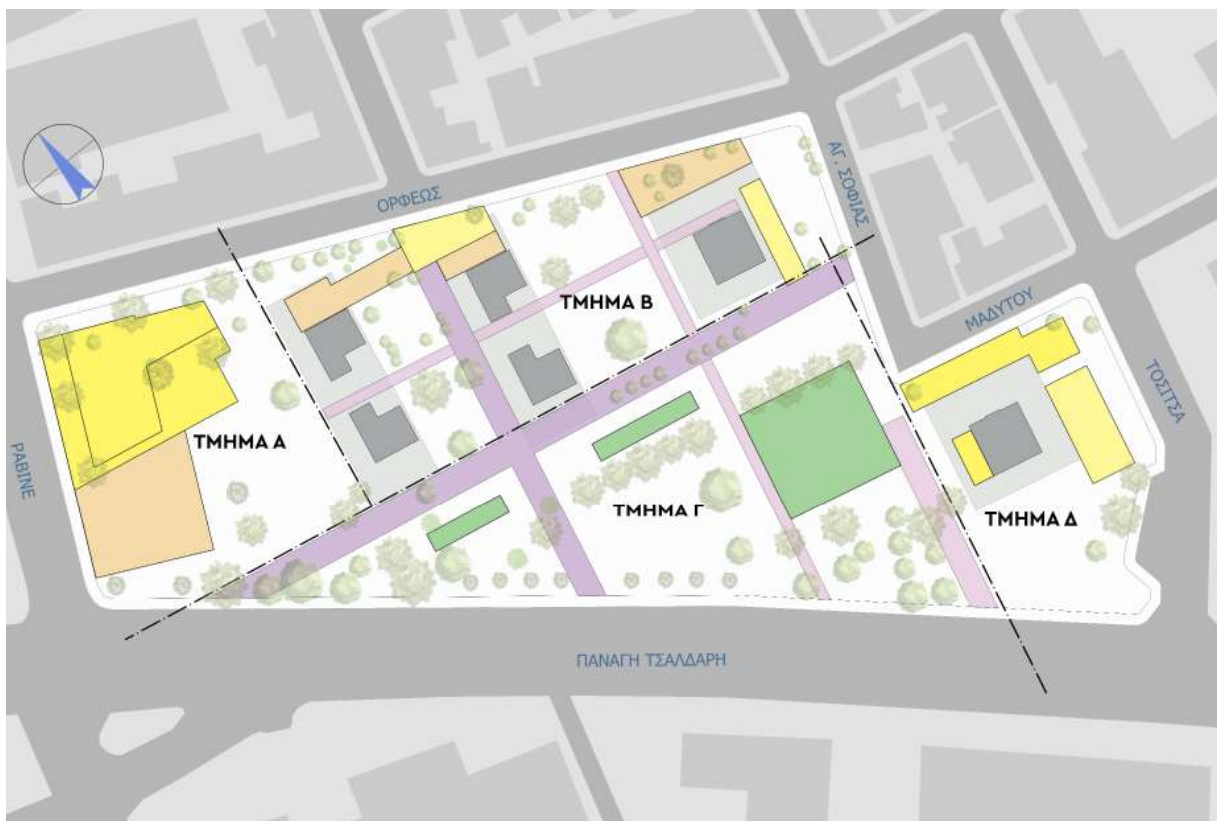 ΟΡΦΕΩΣ
ΑΓ. ΣΟΦΙΑΣ
ΤΜΗΜΑ Β
ΜΑΔΥΤΟΥ
ΤΟΣΙΤΣΑ
ΤΜΗΜΑ Α
ΡΑΒΙΝΕ
ΤΜΗΜΑ Γ
ΤΜΗΜΑ Δ
ΠΑΝΑΓΗ ΤΣΑΛΔΑΡΗ